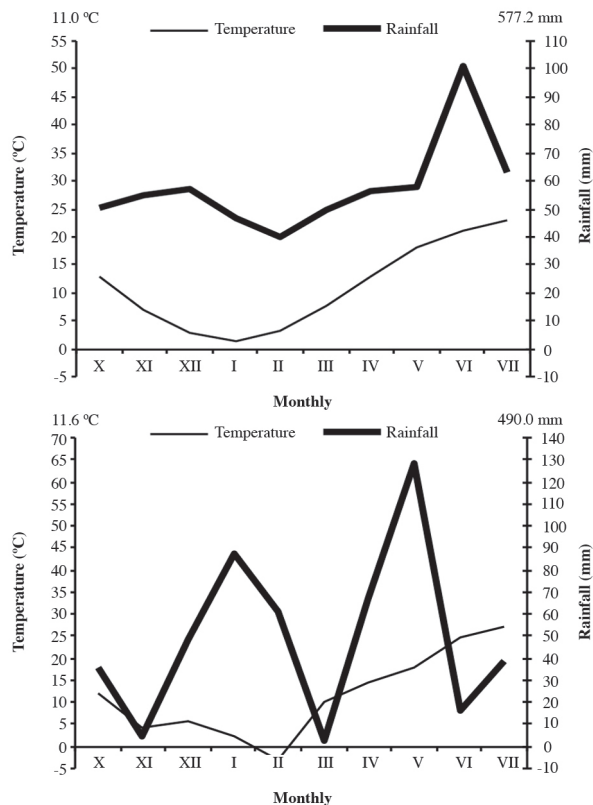 11.0 ºC 577.2 mm
Temperature Rainfall
55 110
50 100
45 90
40 80
35 70
30 60
25 50
20 40
15 30
10 20
5 10
0 0
-5 -10
Temperature (ºC)
Rainfall (mm)
X XI XII I II III IV V VI VII
Monthly
11.6 ºC 490.0 mm
Temperature Rainfall
70 140
65 130
60 120
55 110
50 100
45 90
40 80
35 70
30 60
25 50
20 40
15 30
10 20
5 10
0 0
-5 -10
Temperature (ºC)
Rainfall (mm)
X XI XII I II III IV V VI VII
Monthly